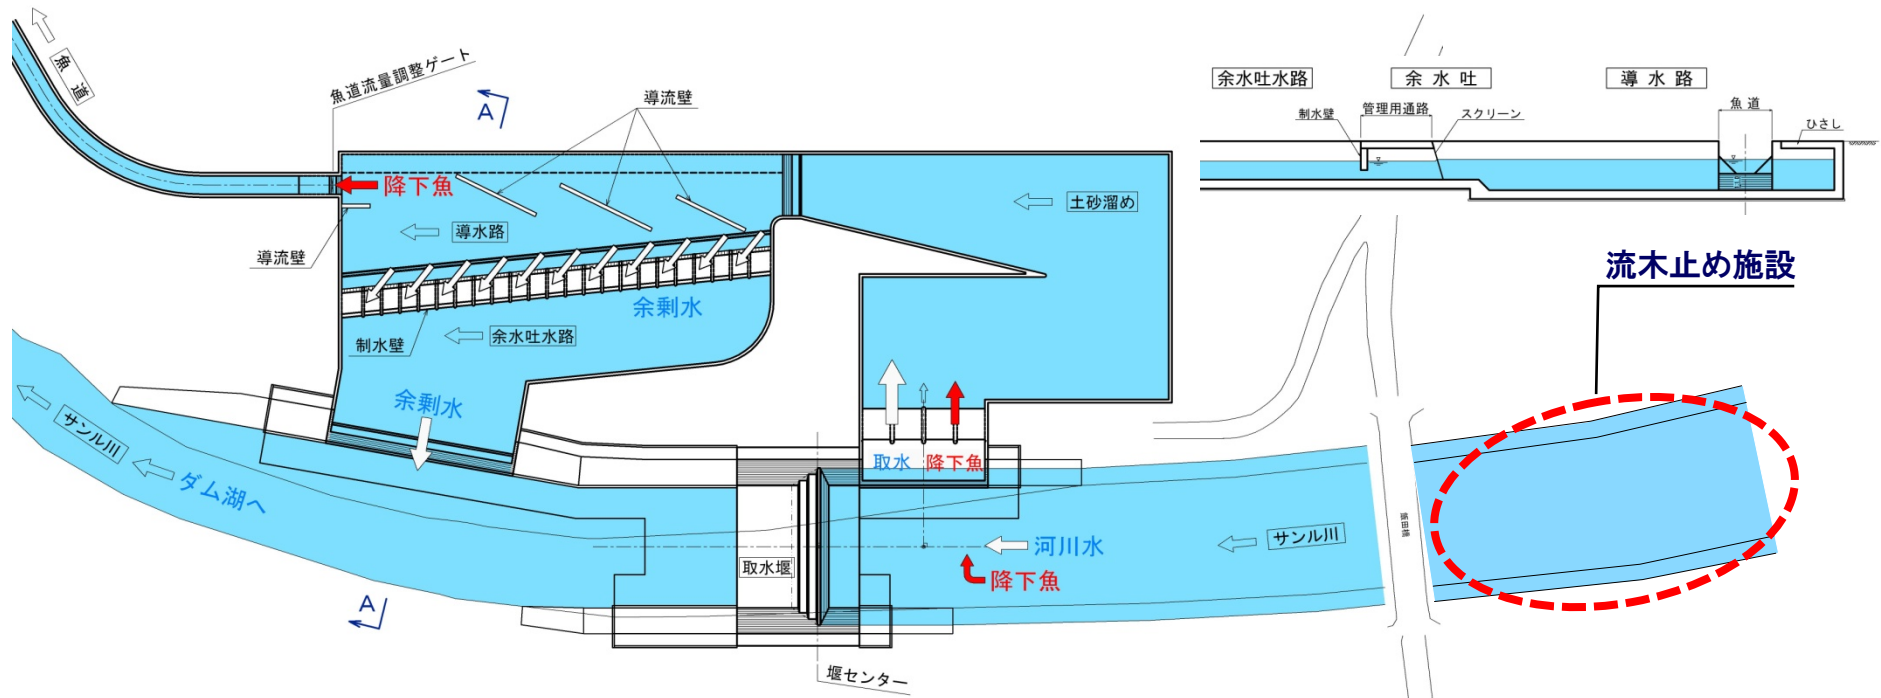 魚道
魚道流量調整ゲート
A
導流壁
降下魚
導流壁
導水路
土砂溜め
余剰水
制水壁
余水吐水路
余剰水
サンル川
ダム湖へ
取水
降下魚
取水堰
河川水
降下魚
サンル川
A
堰センター
余水吐水路
余水吐
導水路
制水壁
管理用通路
スクリーン
魚道
ひさし
流木止め施設